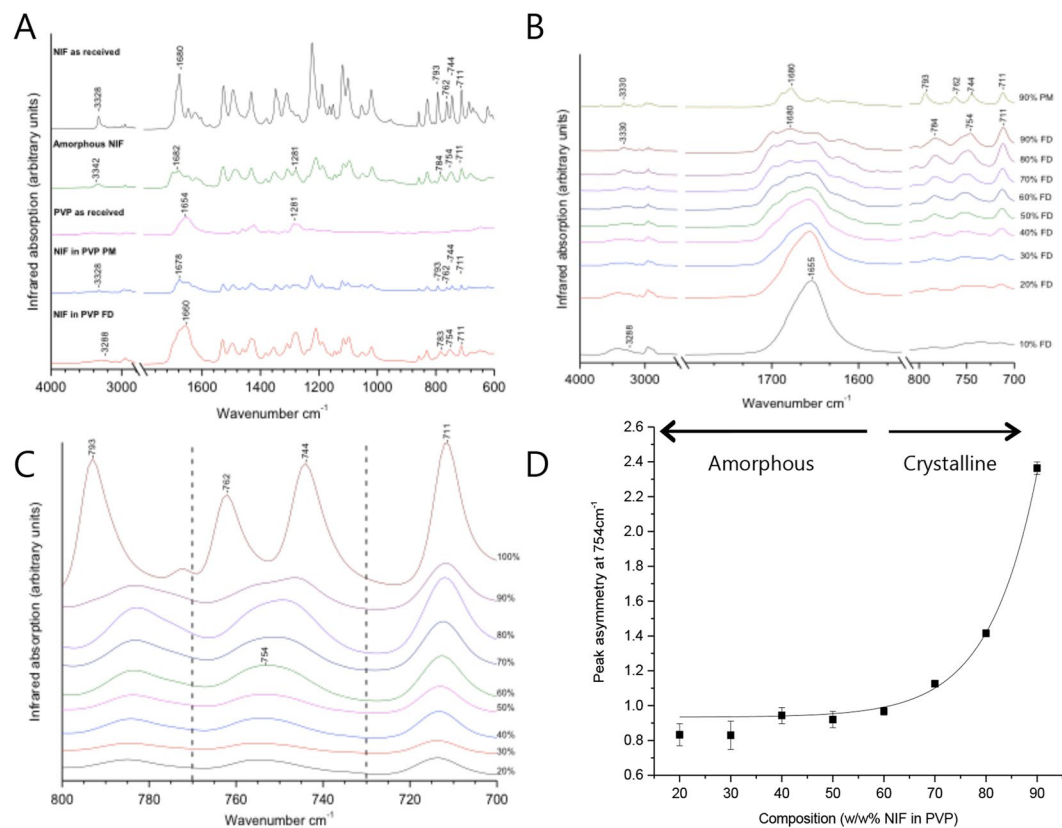 A
NIF as received
-3328
-1680
-793
-762
-744
-711
Amorphous NIF
-3342
-1682
-1281
-784
-754
-711
PVP as received
-1654
-1281
NIF in PVP PM
-3328
-1678
-793
-762
-744
-711
NIF in PVP FD
-3288
-1660
-783
-754
-711
Infrared absorption (arbitrary units)
4000 3000 1600 1400 1200 1000 800 600
Wavenumber cm⁻¹
B
-3330
-1680
-793
-762
-744
-711
90% PM
-3330
-1680
-784
-754
-711
90% FD
80% FD
70% FD
60% FD
50% FD
40% FD
30% FD
20% FD
-1655
-3288
10% FD
Infrared absorption (arbitrary units)
4000 3000 1700 1600 800 750 700
Wavenumber cm⁻¹
C
-793
-762
-744
-711
100%
90%
80%
70%
-754
60%
50%
40%
30%
20%
Infrared absorption (arbitrary units)
800 780 760 740 720 700
Wavenumber cm⁻¹
D
Amorphous
Crystalline
2.6
2.4
2.2
2.0
1.8
1.6
1.4
1.2
1.0
0.8
0.6
Peak asymmetry at 754cm⁻¹
20 30 40 50 60 70 80 90
Composition (w/w% NIF in PVP)